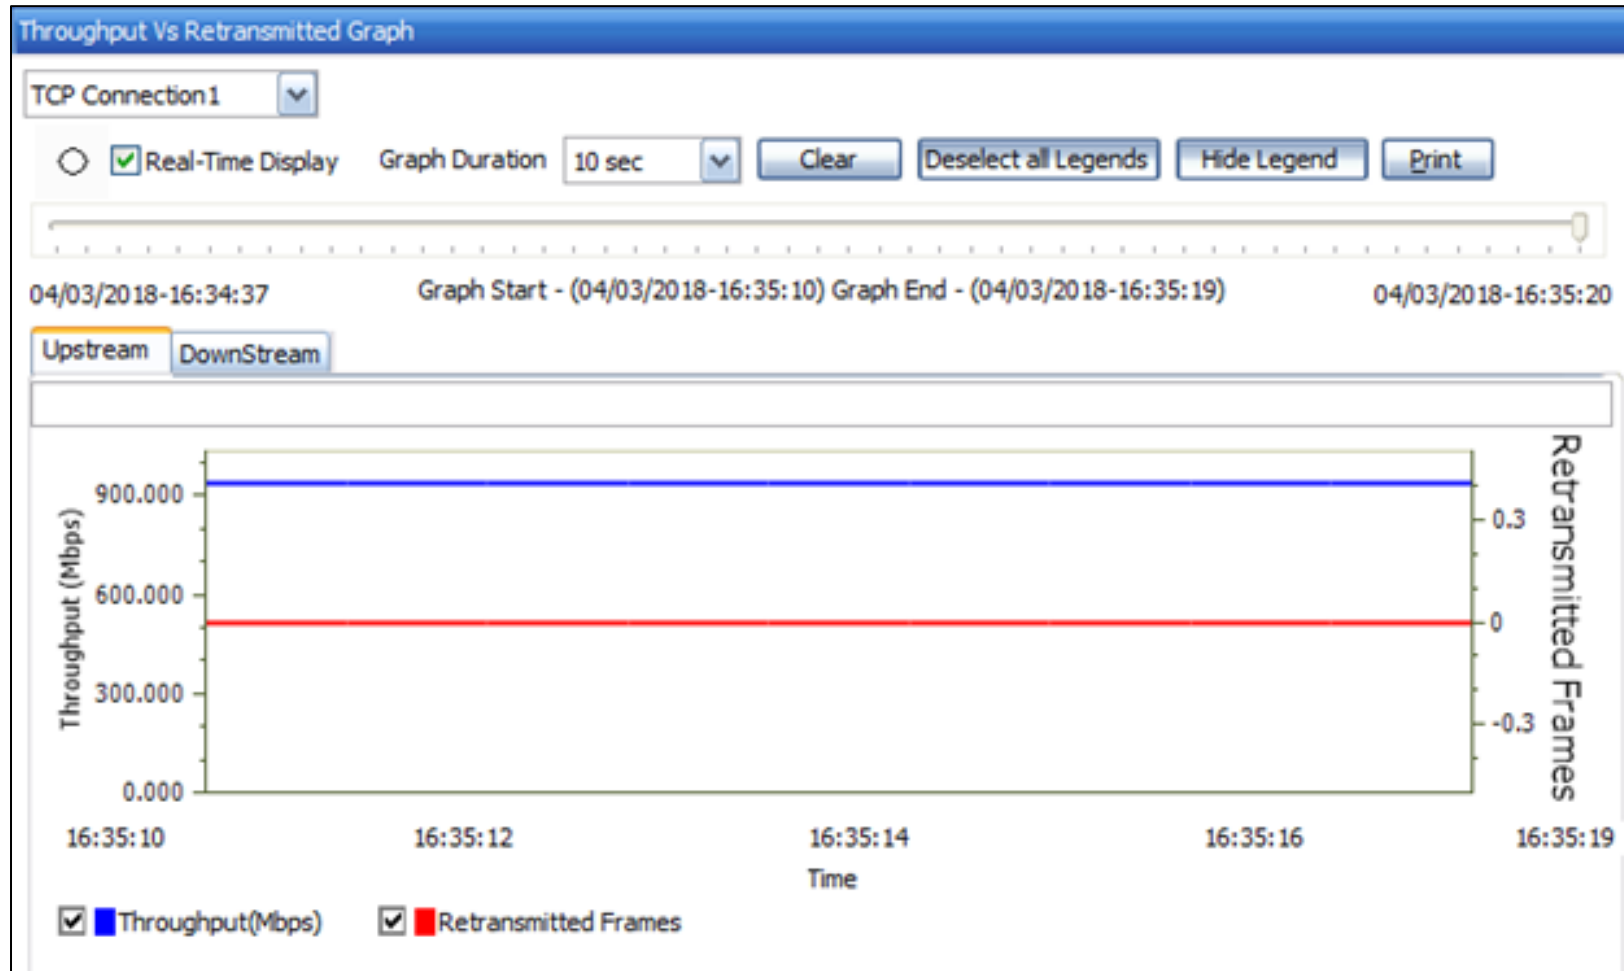 Throughput Vs Retransmitted Graph
TCP Connection1
Real-Time Display Graph Duration 10 sec Clear Deselect all Legends Hide Legend Print
04/03/2018-16:34:37 Graph Start - (04/03/2018-16:35:10) Graph End - (04/03/2018-16:35:19) 04/03/2018-16:35:20
Upstream DownStream
Throughput (Mbps)
900.000
600.000
300.000
0.000
0.3
0
-0.3
Retransmitted Frames
16:35:10 16:35:12 16:35:14 16:35:16 16:35:19
Time
Throughput(Mbps) Retransmitted Frames